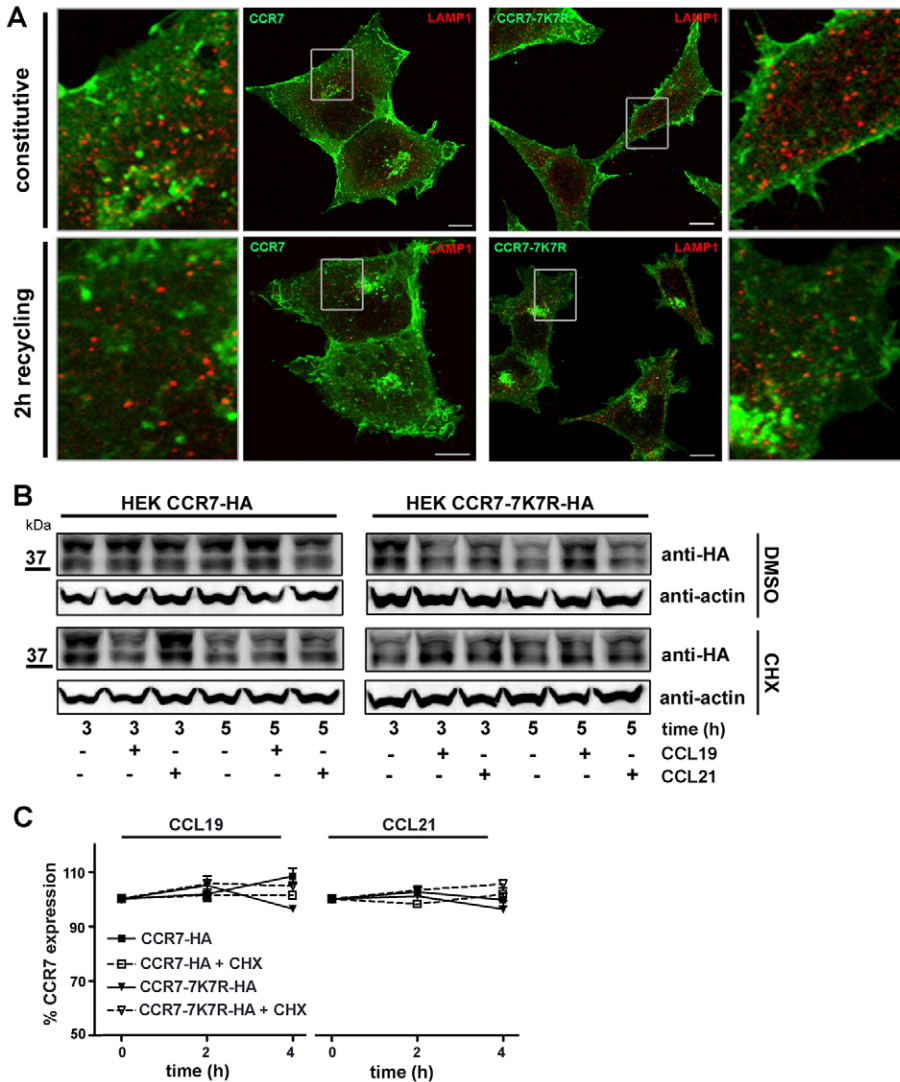 A
CCR7 LAMP1 CCR7-7K7R LAMP1
constitutive
CCR7 LAMP1 CCR7-7K7R LAMP1
2h recycling
B
HEK CCR7-HA HEK CCR7-7K7R-HA
kDa
37 anti-HA
anti-actin
DMSO
37 anti-HA
anti-actin
CHX
3 3 3 5 5 5 3 3 3 5 5 5 time (h)
- + - - + - - + - - + - CCL19
- - + - - + - - + - - + CCL21
C
CCL19 CCL21
% CCR7 expression
110
90
70
50
CCR7-HA
CCR7-HA + CHX
CCR7-7K7R-HA
CCR7-7K7R-HA + CHX
0 2 4 0 2 4
time (h) time (h)